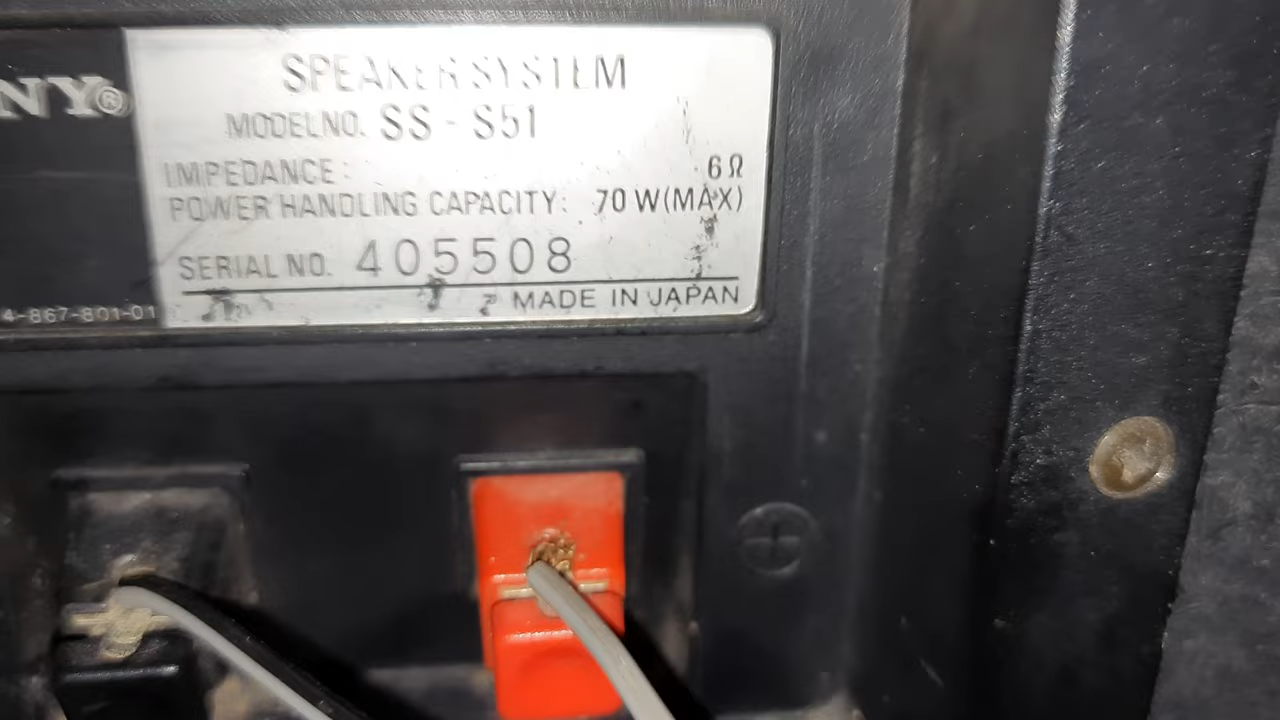 NY®
SPEAKER SYSTEM
MODEL NO. SS-S51
IMPEDANCE: 6Ω
POWER HANDLING CAPACITY: 70 W (MAX)
SERIAL NO. 405508
MADE IN JAPAN
4-867-801-01